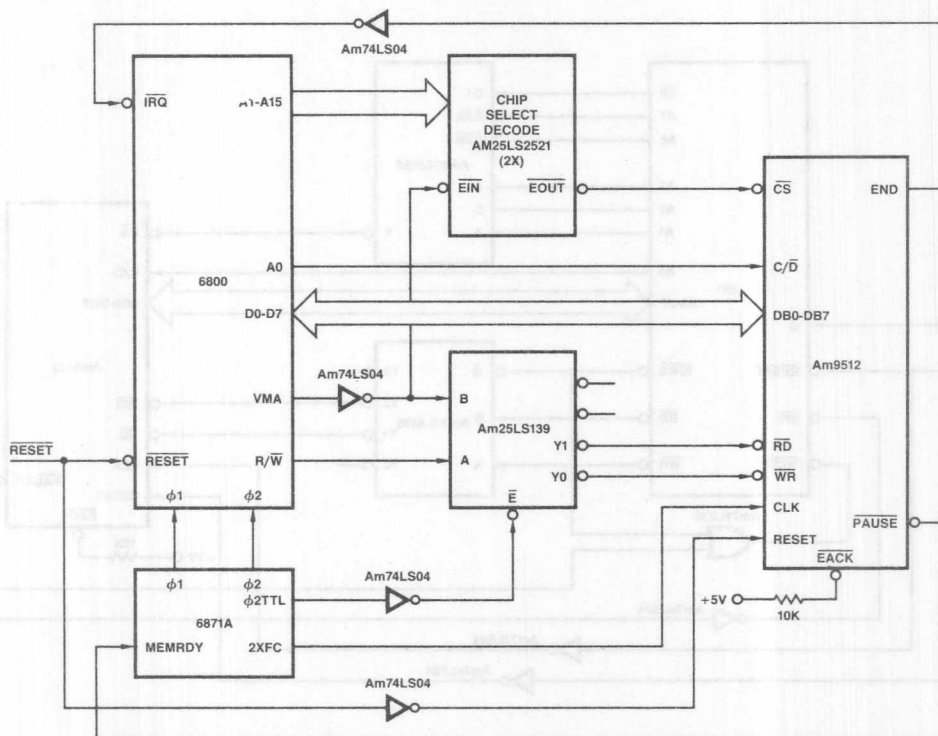 Am74LS04
IRQ
A1-A15
CHIP
SELECT
DECODE
AM25LS2521
(2X)
EIN
EOUT
CS
END
A0
6800
C/D
D0-D7
DB0-DB7
Am9512
Am74LS04
VMA
B
Am25LS139
RESET
RESET
R/W
A
Y1
RD
Y0
WR
φ1
φ2
E
CLK
PAUSE
RESET
EACK
φ1
φ2
φ2TTL
Am74LS04
+5V
10K
6871A
MEMRDY
2XFC
Am74LS04